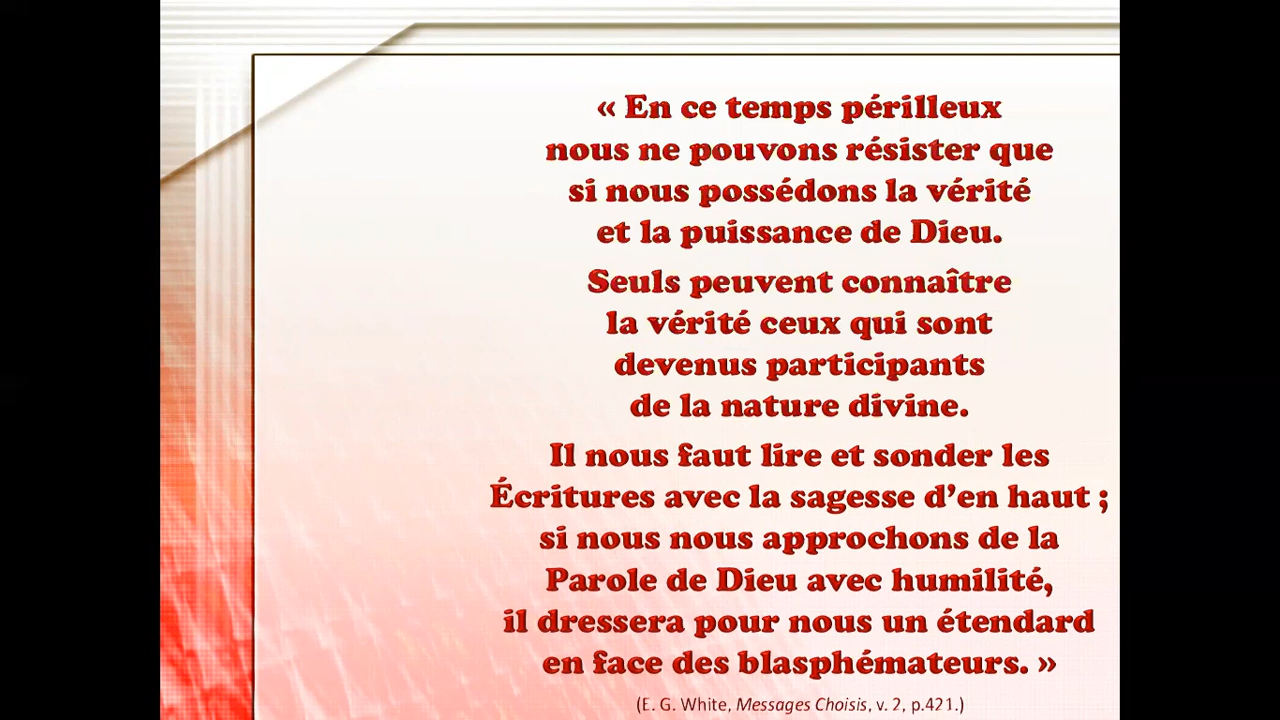 « En ce temps périlleux
nous ne pouvons résister que
si nous possédons la vérité
et la puissance de Dieu.
Seuls peuvent connaître
la vérité ceux qui sont
devenus participants
de la nature divine.
Il nous faut lire et sonder les
Écritures avec la sagesse d’en haut ;
si nous nous approchons de la
Parole de Dieu avec humilité,
il dressera pour nous un étendard
en face des blasphémateurs. »
(E. G. White, Messages Choisis, v. 2, p.421.)